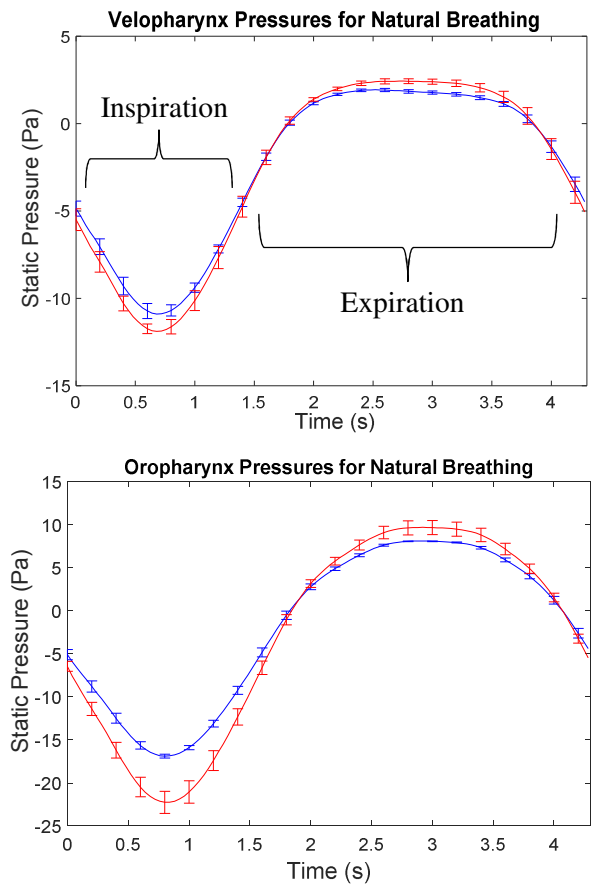 Velopharynx Pressures for Natural Breathing
5
0
-5
-10
-15
Static Pressure (Pa)
Inspiration
Expiration
0 0.5 1 1.5 2 2.5 3 3.5 4
Time (s)
Oropharynx Pressures for Natural Breathing
15
10
5
0
-5
-10
-15
-20
-25
Static Pressure (Pa)
0 0.5 1 1.5 2 2.5 3 3.5 4
Time (s)